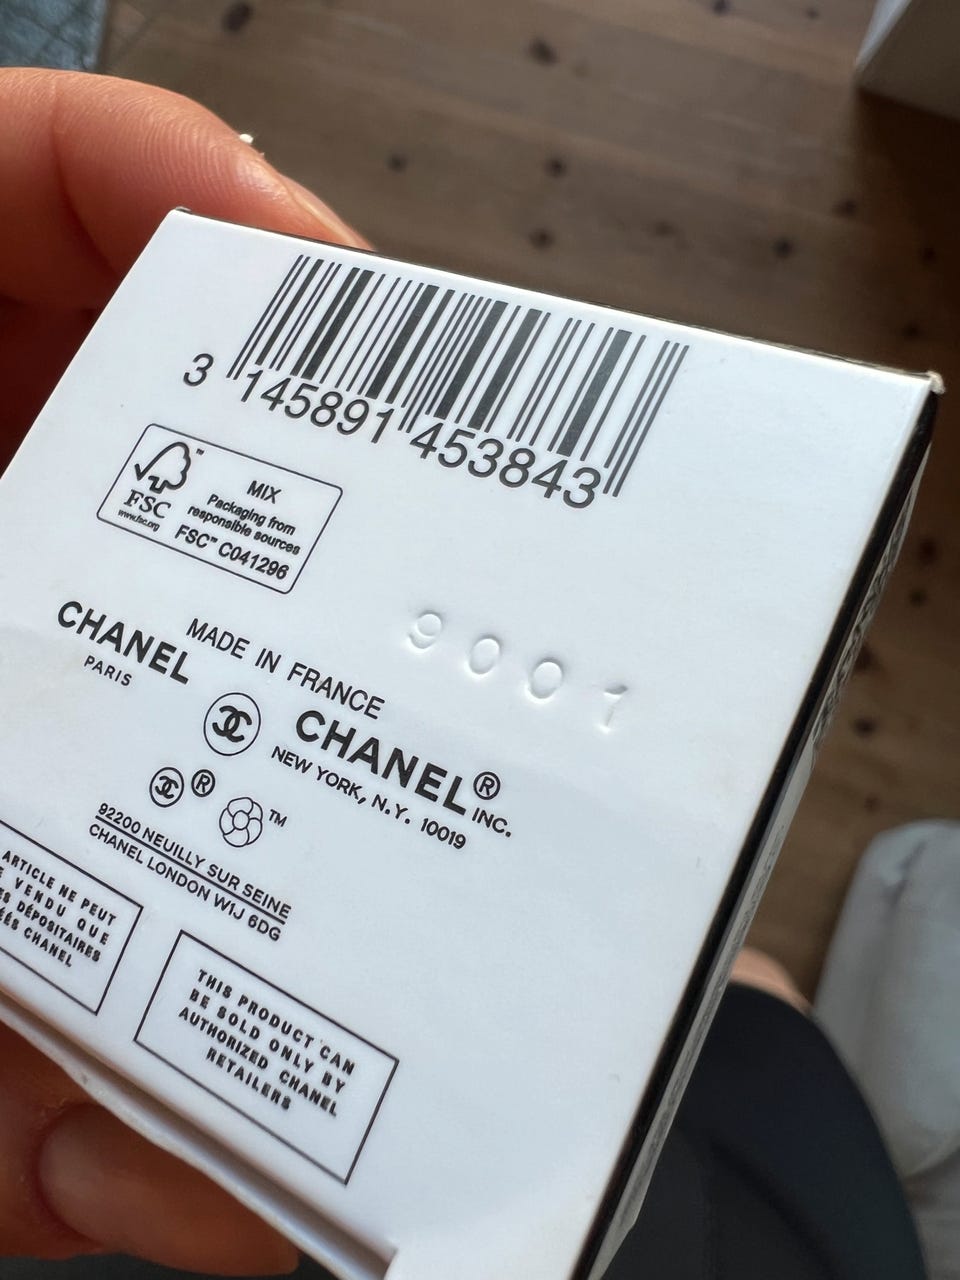 3 145891 453843
FSC™
www.fsc.org
MIX
Packaging from
responsible sources
FSC™ C041296
9001
MADE IN FRANCE
CHANEL
PARIS
CHANEL®
NEW YORK, N.Y. 10019 INC.
®
™
92200 NEUILLY SUR SEINE
CHANEL LONDON W1J 6DG
ARTICLE NE PEUT
VENDU QUE
DÉPOSITAIRES
CHANEL
THIS PRODUCT CAN
BE SOLD ONLY BY
AUTHORIZED CHANEL
RETAILERS